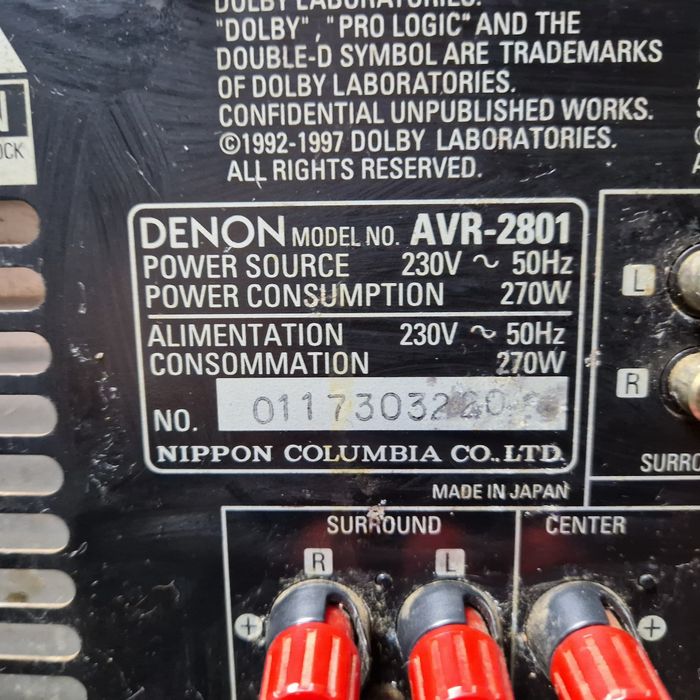 DOLBY LABORATORIES.
"DOLBY", "PRO LOGIC" AND THE
DOUBLE-D SYMBOL ARE TRADEMARKS
OF DOLBY LABORATORIES.
CONFIDENTIAL UNPUBLISHED WORKS.
©1992-1997 DOLBY LABORATORIES.
ALL RIGHTS RESERVED.
DENON MODEL NO. AVR-2801
POWER SOURCE 230V ~ 50Hz
POWER CONSUMPTION 270W
ALIMENTATION 230V ~ 50Hz
CONSOMMATION 270W
NO.
NIPPON COLUMBIA CO., LTD.
MADE IN JAPAN
L
R
SURROUND CENTER
R L
+ +